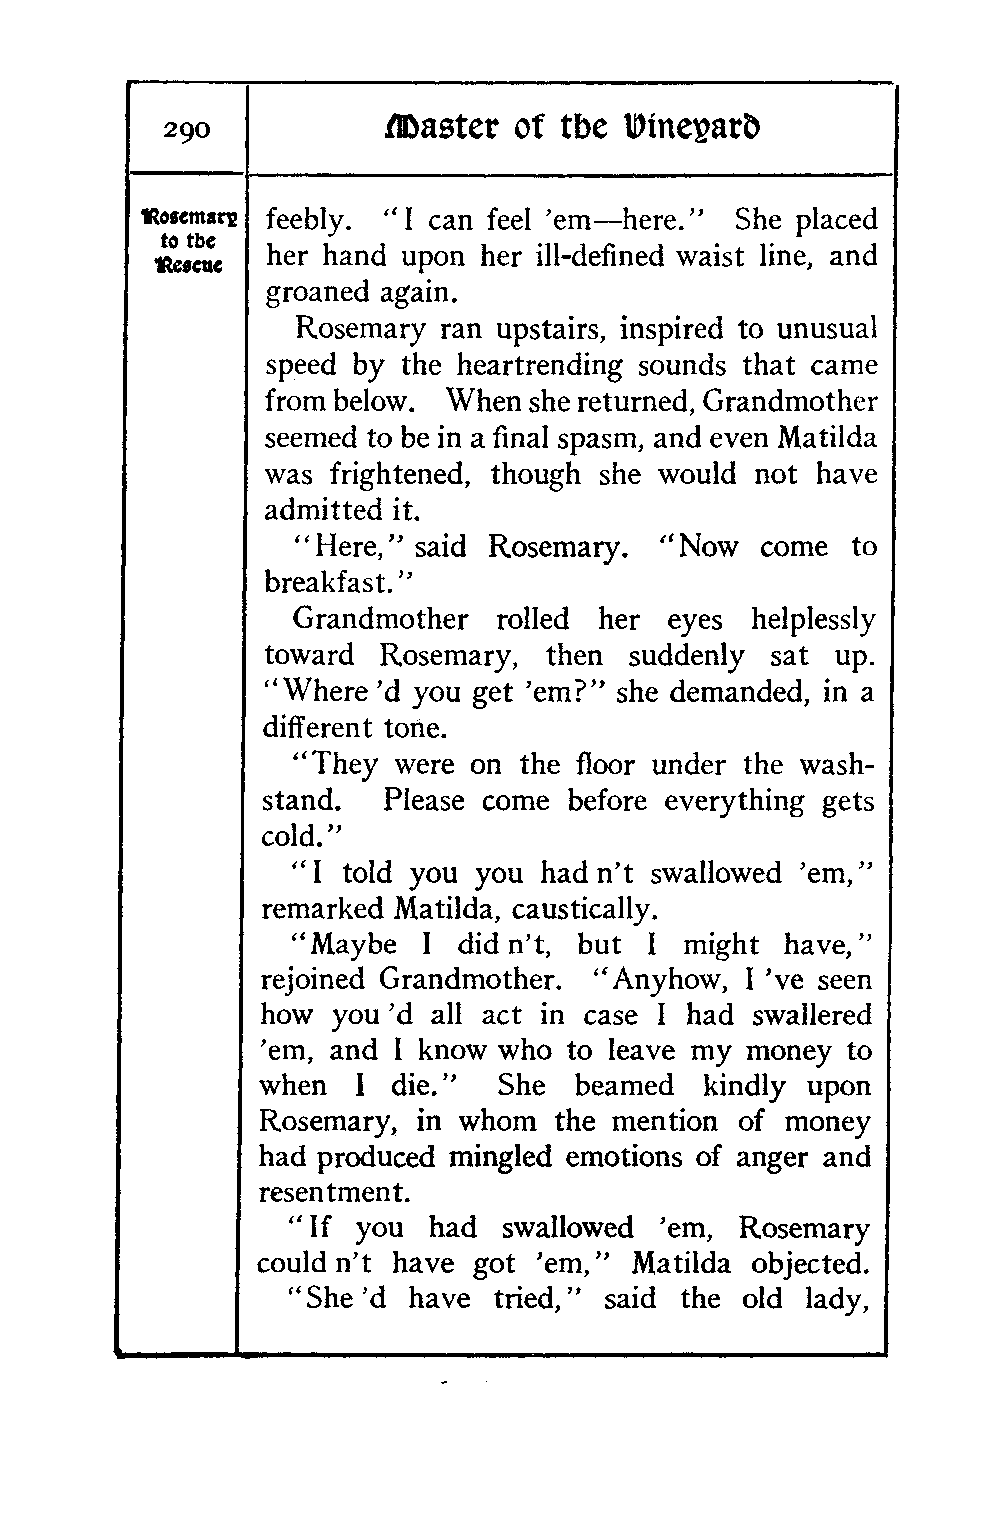 290
Master of the Vineyard
Rosemary
to the
Rescue
feebly. "I can feel 'em—here." She placed
her hand upon her ill-defined waist line, and
groaned again.
Rosemary ran upstairs, inspired to unusual
speed by the heartrending sounds that came
from below. When she returned, Grandmother
seemed to be in a final spasm, and even Matilda
was frightened, though she would not have
admitted it.
"Here," said Rosemary. "Now come to
breakfast."
Grandmother rolled her eyes helplessly
toward Rosemary, then suddenly sat up.
"Where 'd you get 'em?" she demanded, in a
different tone.
"They were on the floor under the wash-
stand. Please come before everything gets
cold."
"I told you you had n't swallowed 'em,"
remarked Matilda, caustically.
"Maybe I did n't, but I might have,"
rejoined Grandmother. "Anyhow, I 've seen
how you 'd all act in case I had swallered
'em, and I know who to leave my money to
when I die." She beamed kindly upon
Rosemary, in whom the mention of money
had produced mingled emotions of anger and
resentment.
"If you had swallowed 'em, Rosemary
could n't have got 'em," Matilda objected.
"She 'd have tried," said the old lady,